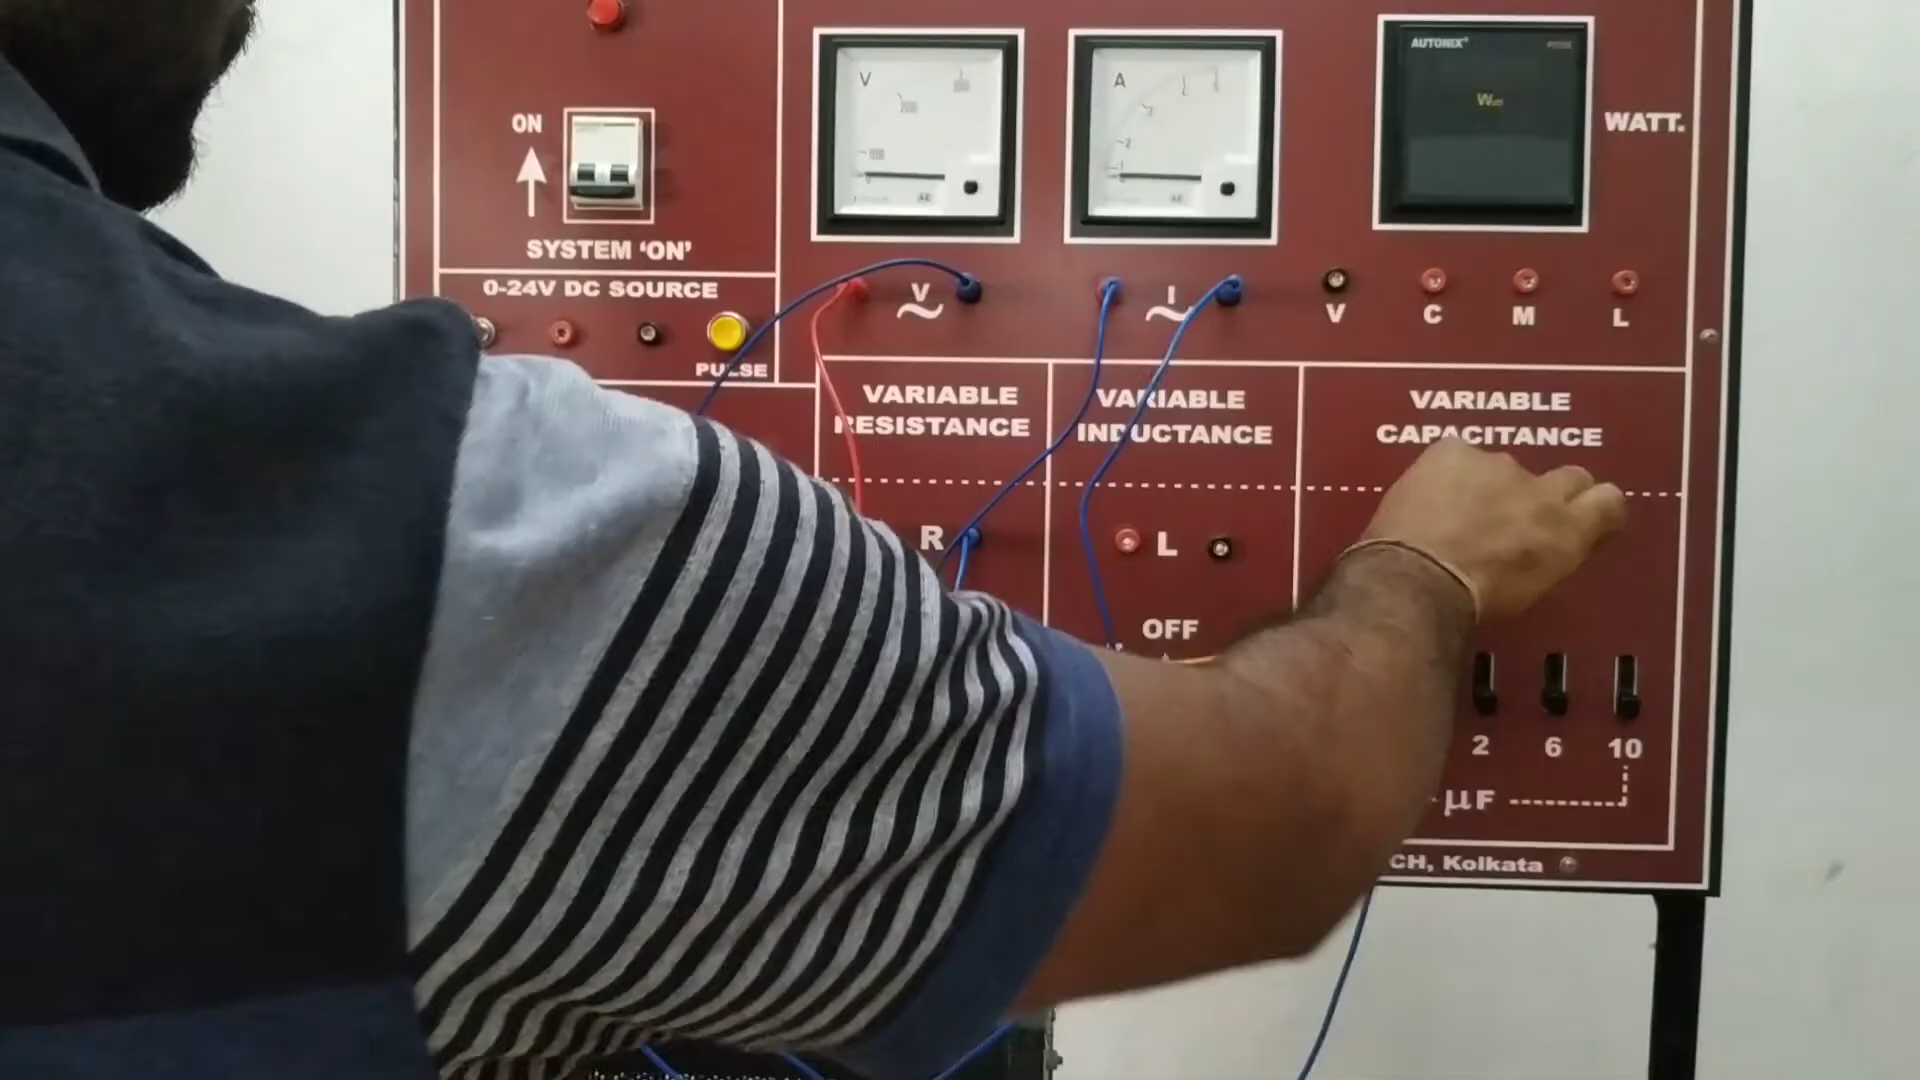 ON
SYSTEM ‘ON’
0-24V DC SOURCE
PULSE
V
A
AUTONIX
W
WATT.
V
I
V
C
M
L
VARIABLE
RESISTANCE
R
VARIABLE
INDUCTANCE
L
OFF
VARIABLE
CAPACITANCE
2
6
10
µF
CH, Kolkata